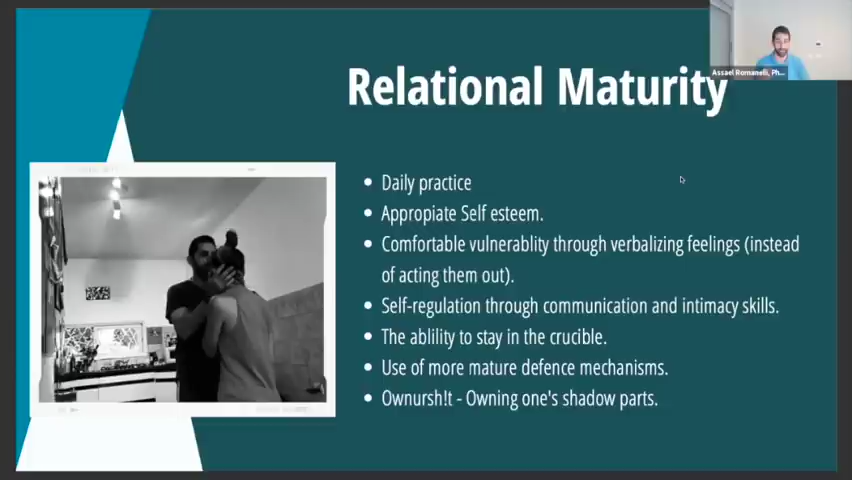 Assael Romanelli, Ph...
Relational Maturity
Daily practice
Appropiate Self esteem.
Comfortable vulnerablity through verbalizing feelings (instead
of acting them out).
Self-regulation through communication and intimacy skills.
The abliility to stay in the crucible.
Use of more mature defence mechanisms.
Ownursh!t - Owning one's shadow parts.